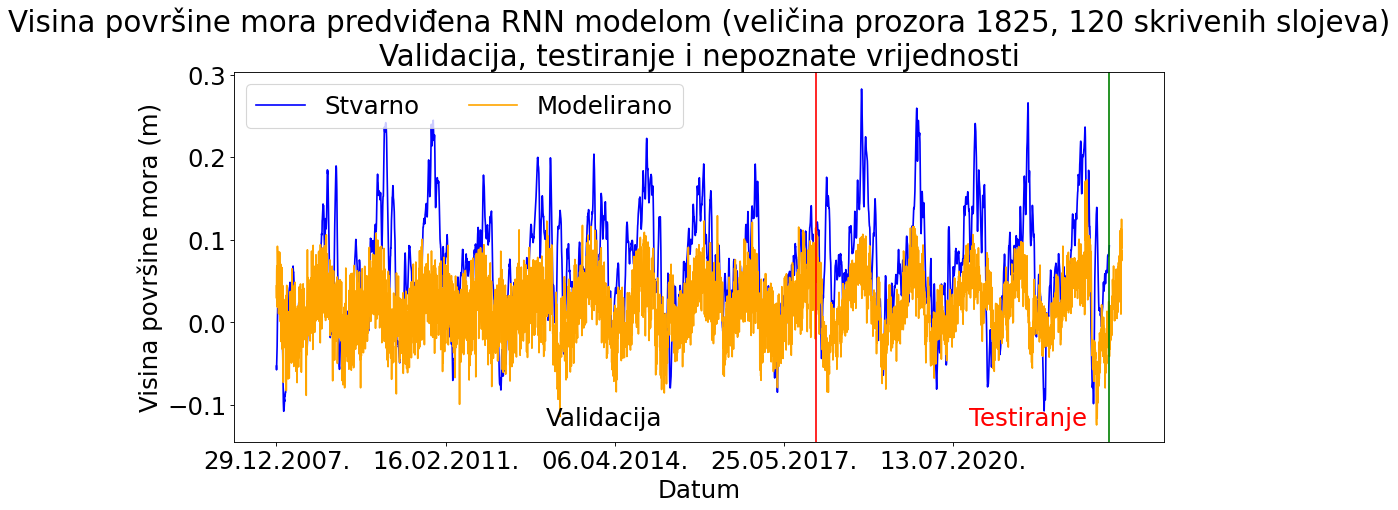 Visina površine mora predviđena RNN modelom (veličina prozora 1825, 120 skrivenih slojeva)
Validacija, testiranje i nepoznate vrijednosti
Stvarno
Modelirano
Visina površine mora (m)
0.3
0.2
0.1
0.0
−0.1
Validacija
Testiranje
29.12.2007.
16.02.2011.
06.04.2014.
25.05.2017.
13.07.2020.
Datum